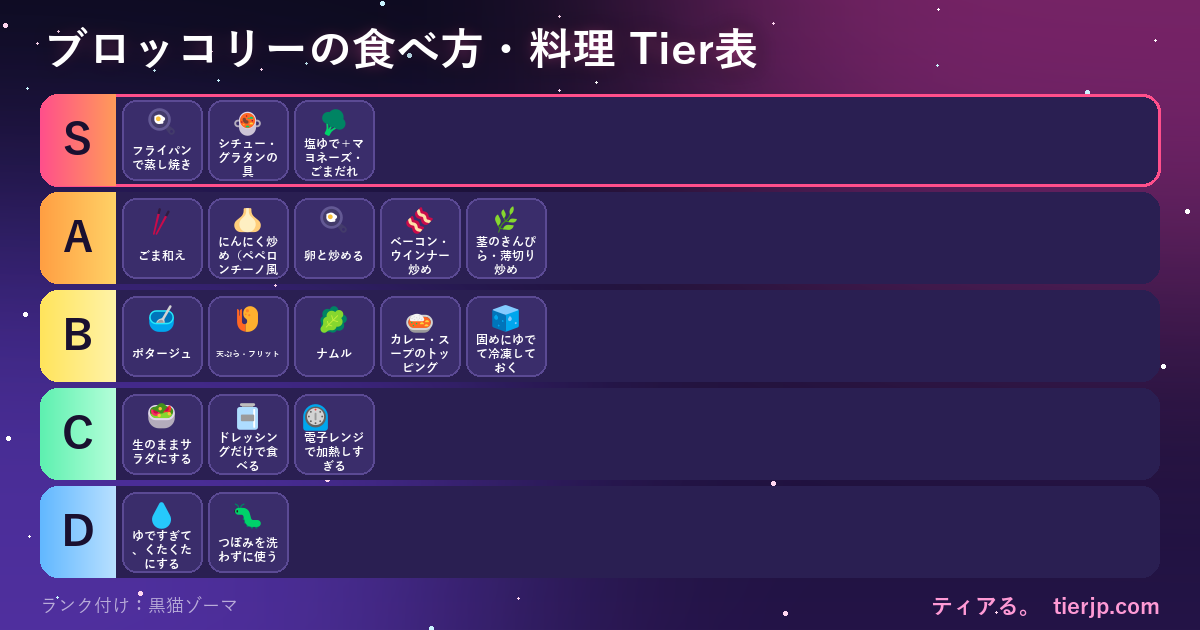 ブロッコリーの食べ方・料理 Tier表
S
フライパン
で蒸し焼き
シチュー・
グラタンの
具
塩ゆで＋マ
ヨネーズ・
ごまだれ
A
ごま和え
にんにく炒
め（ペペロ
ンチーノ風
卵と炒める
ベーコン・
ウインナー
炒め
茎のきんぴ
ら・薄切り
炒め
B
ポタージュ
天ぷら・フリット
ナムル
カレー・ス
ープのトッ
ピング
固めにゆで
て冷凍して
おく
C
生のままサ
ラダにする
ドレッシン
グだけで食
べる
電子レンジ
で加熱しす
ぎる
D
ゆですぎて
、くたくた
にする
つぼみを洗
わずに使う
ランク付け：黒猫ゾーマ
ティアる。 tierjp.com